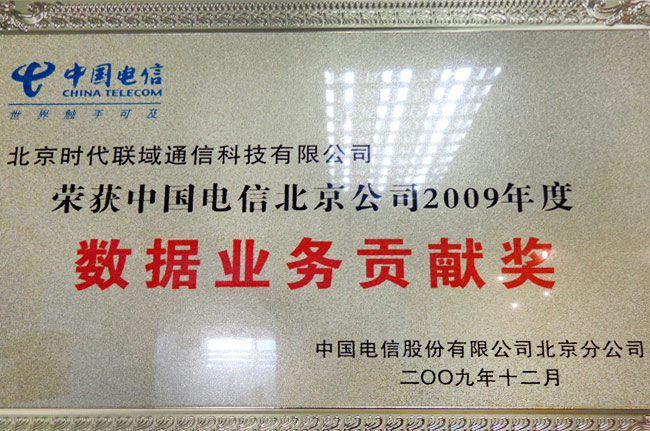 中国电信
CHINA TELECOM
世界触手可及
北京时代联域通信科技有限公司
荣获中国电信北京公司2009年度
数据业务贡献奖
中国电信股份有限公司北京分公司
二〇〇九年十二月